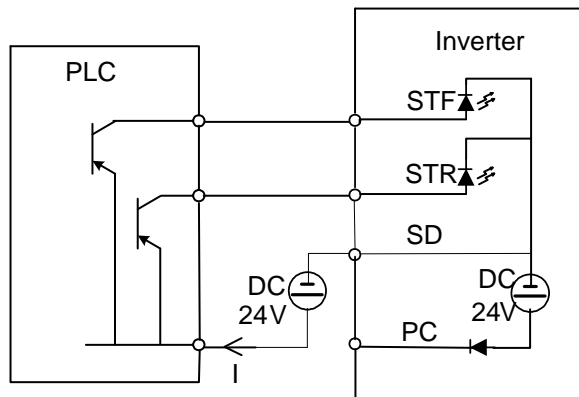 Inverter
PLC
STF
STR
SD
DC
24V
DC
24V
PC
I